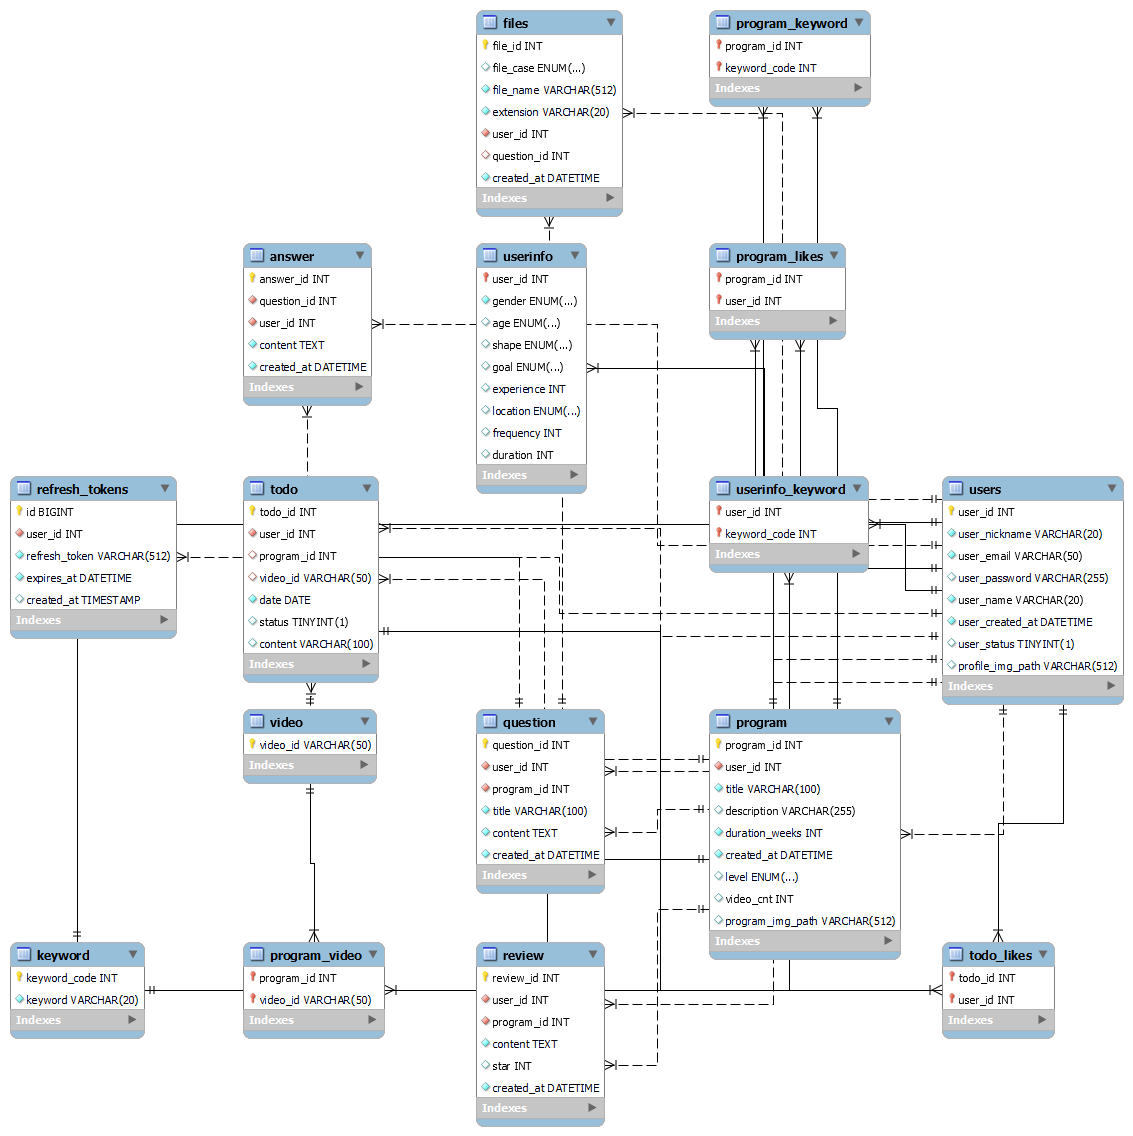 files
file_id INT
file_case ENUM(...)
file_name VARCHAR(512)
extension VARCHAR(20)
user_id INT
question_id INT
created_at DATETIME
Indexes
program_keyword
program_id INT
keyword_code INT
Indexes
answer
answer_id INT
question_id INT
user_id INT
content TEXT
created_at DATETIME
Indexes
userinfo
user_id INT
gender ENUM(...)
age ENUM(...)
shape ENUM(...)
goal ENUM(...)
experience INT
location ENUM(...)
frequency INT
duration INT
Indexes
program_likes
program_id INT
user_id INT
Indexes
refresh_tokens
id BIGINT
user_id INT
refresh_token VARCHAR(512)
expires_at DATETIME
created_at TIMESTAMP
Indexes
todo
todo_id INT
user_id INT
program_id INT
video_id VARCHAR(50)
date DATE
status TINYINT(1)
content VARCHAR(100)
Indexes
userinfo_keyword
user_id INT
keyword_code INT
Indexes
users
user_id INT
user_nickname VARCHAR(20)
user_email VARCHAR(50)
user_password VARCHAR(255)
user_name VARCHAR(20)
user_created_at DATETIME
user_status TINYINT(1)
profile_img_path VARCHAR(512)
Indexes
video
video_id VARCHAR(50)
Indexes
question
question_id INT
user_id INT
program_id INT
title VARCHAR(100)
content TEXT
created_at DATETIME
Indexes
program
program_id INT
user_id INT
title VARCHAR(100)
description VARCHAR(255)
duration_weeks INT
created_at DATETIME
level ENUM(...)
video_cnt INT
program_img_path VARCHAR(512)
Indexes
keyword
keyword_code INT
keyword VARCHAR(20)
Indexes
program_video
program_id INT
video_id VARCHAR(50)
Indexes
review
review_id INT
user_id INT
program_id INT
content TEXT
star INT
created_at DATETIME
Indexes
todo_likes
todo_id INT
user_id INT
Indexes